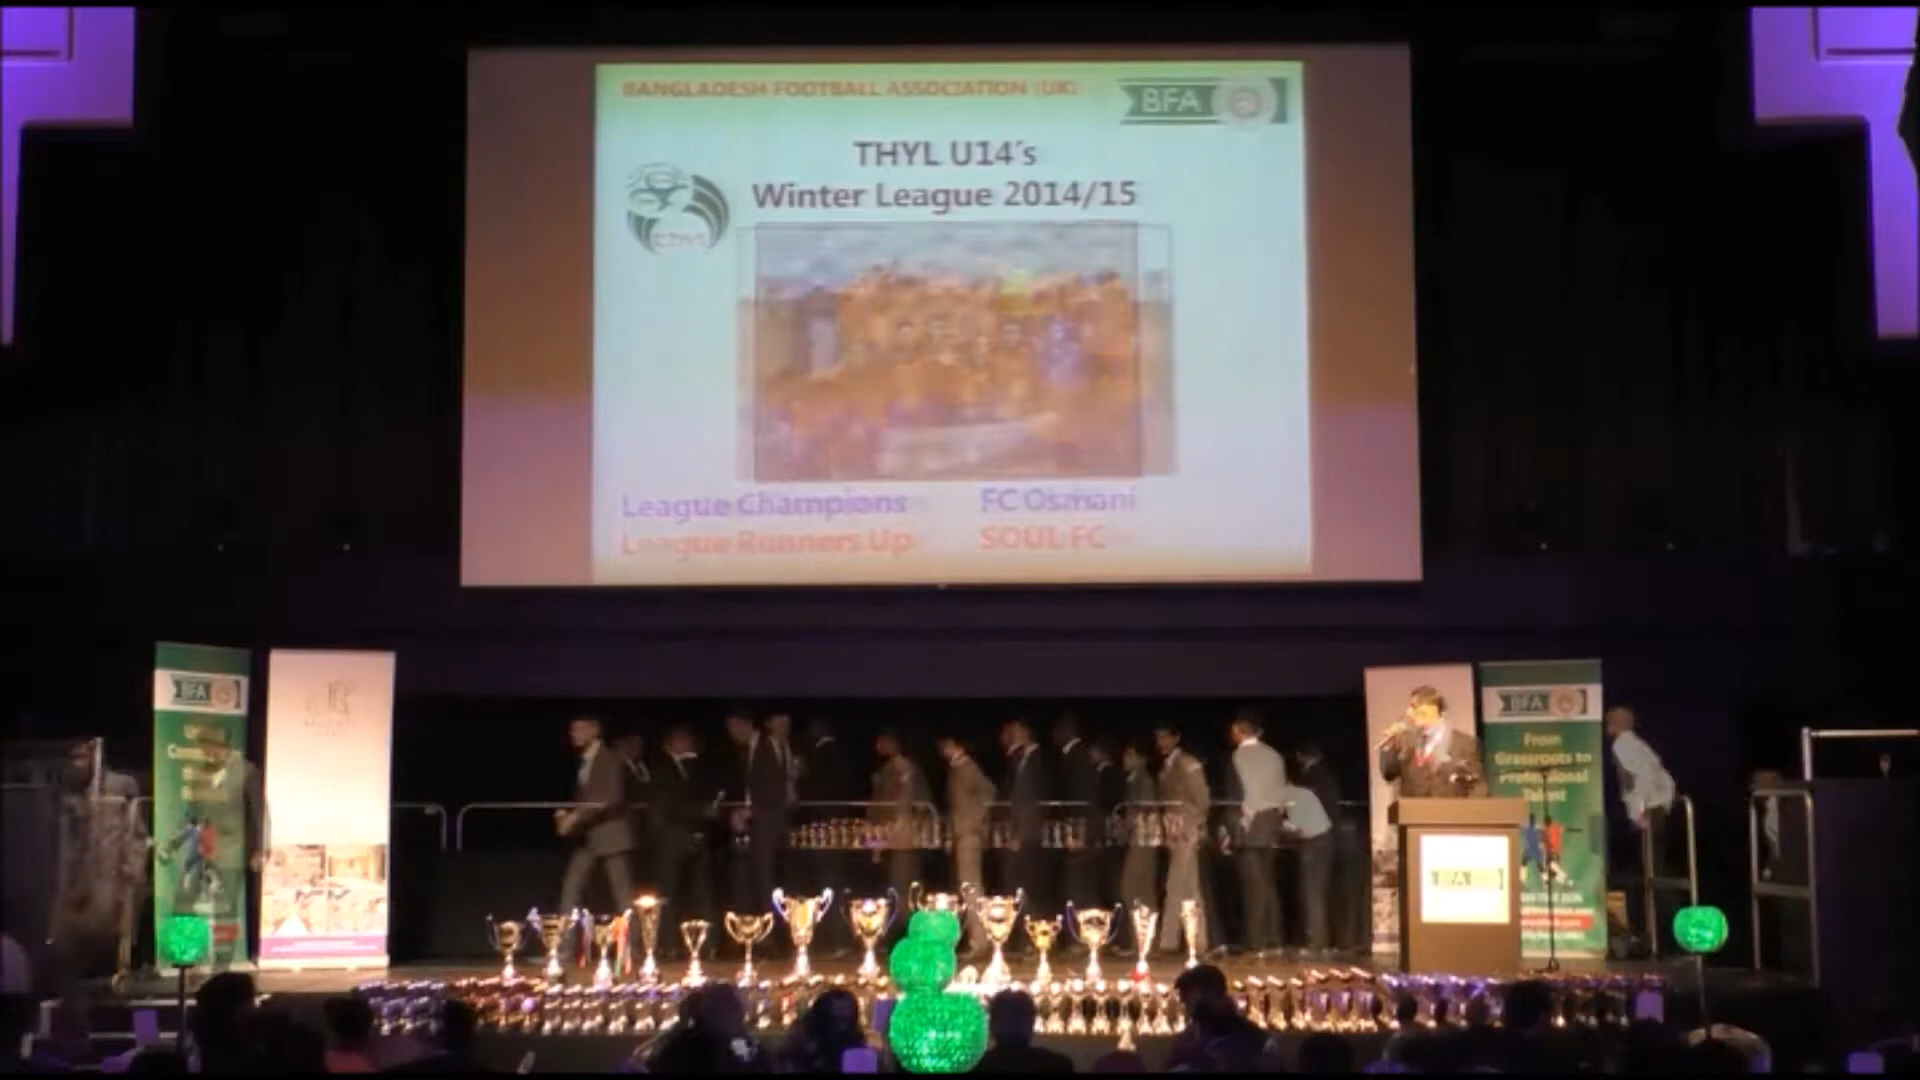 BANGLADESH FOOTBALL ASSOCIATION (UK)
BFA
THYL U14's
Winter League 2014/15
League Champions FC Osmani
League Runners Up SOUL FC
BFA
BFA
From
Grassroots to
Professional
Talent